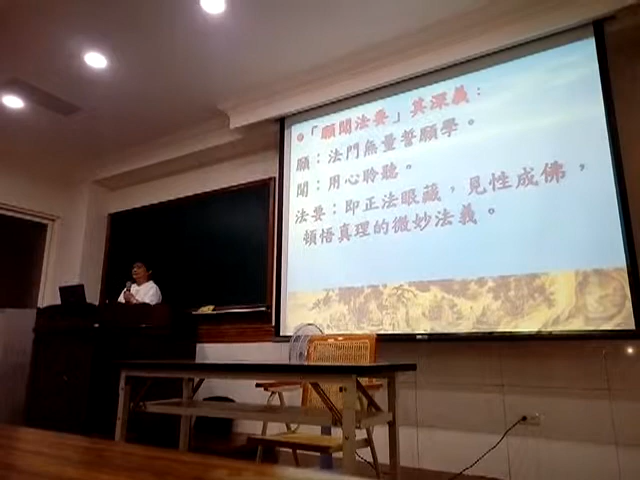 「願聞法要」其深義：
願：法門無量誓願學。
聞：用心聆聽。
法要：即正法眼藏，見性成佛，
頓悟真理的微妙法義。